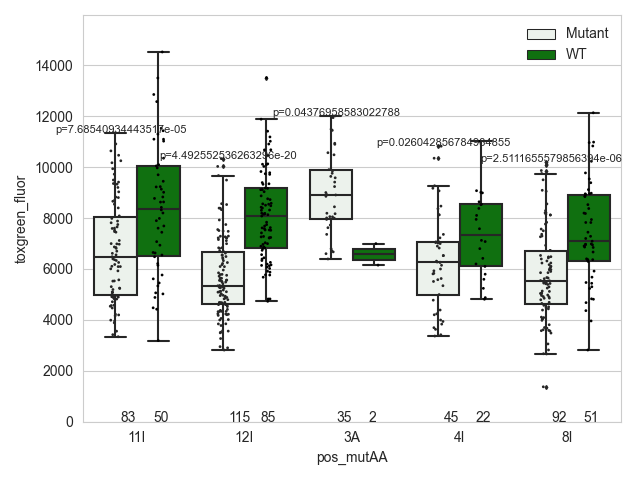 Mutant
WT
14000
12000
10000
8000
6000
4000
2000
0
toxgreen_fluor
p=0.04376958583022788
p=7.68540934443517e-05
p=0.026042856784984855
p=4.49255253263296e-20
p=2.5111655579856394e-06
83 50 115 85 35 2 45 22 92 51
11I 12I 3A 4I 8I
pos_mutAA